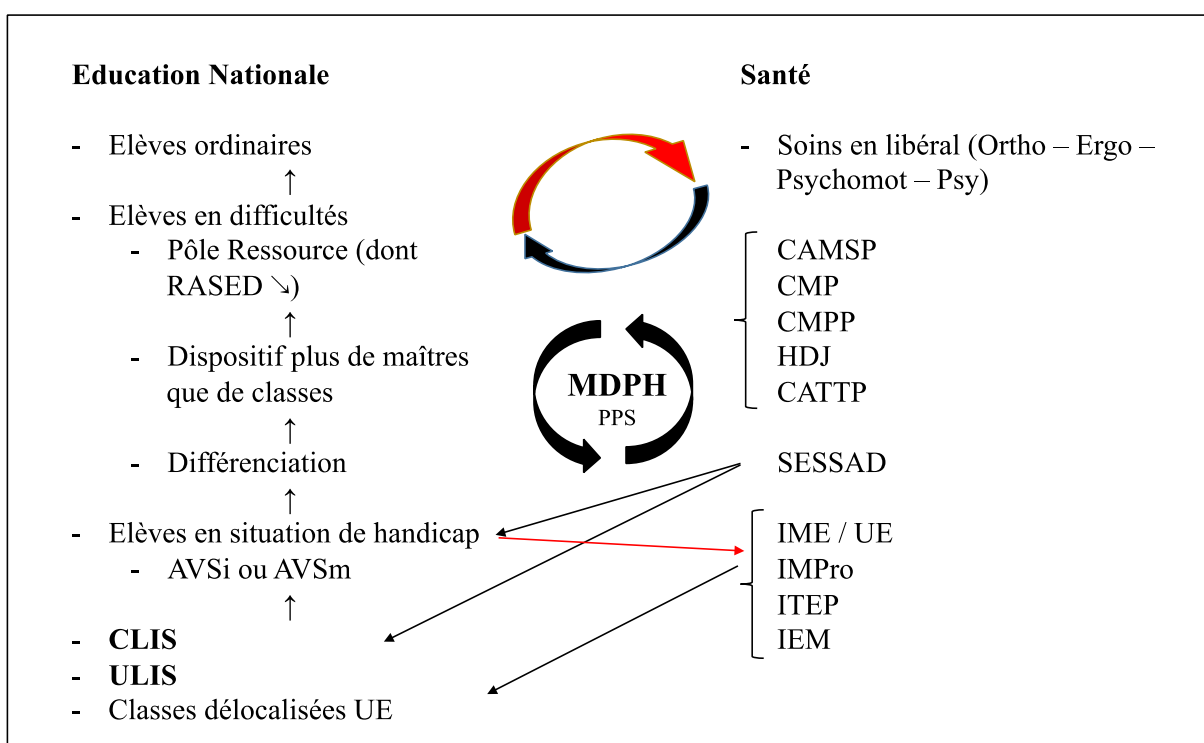 Education Nationale
- Elèves ordinaires
↑
- Elèves en difficultés
- Pôle Ressource (dont
RASED ↘)
↑
- Dispositif plus de maîtres
que de classes
↑
- Différenciation
↑
- Elèves en situation de handicap
- AVSi ou AVSm
↑
- CLIS
- ULIS
- Classes délocalisées UE
MDPH
PPS
Santé
- Soins en libéral (Ortho – Ergo –
Psychomot – Psy)
CAMSP
CMP
CMPP
HDJ
CATTP
SESSAD
IME / UE
IMPro
ITEP
IEM